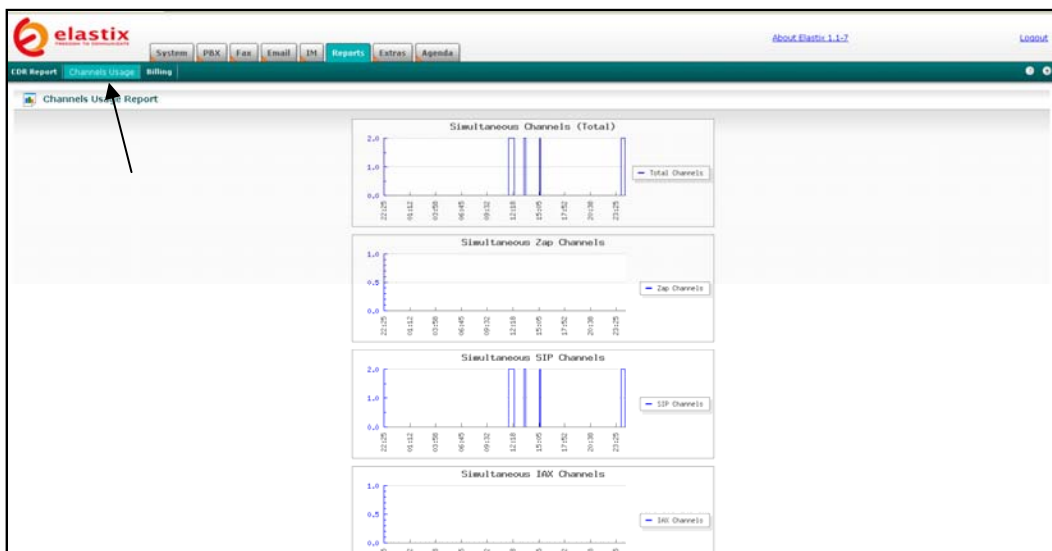 elastix
FREEDOM TO COMMUNICATE
System PBX Fax Email IM Reports Extras Agenda
About Elastix 1.1-7
Logout
CDR Report Channels Usage Billing
Channels Usage Report
Simultaneous Channels (Total)
2.0
1.0
0.0
22:25 01:12 03:58 06:45 09:32 12:18 15:05 17:52 20:38 23:25
Total Channels
Simultaneous Zap Channels
1.0
0.5
0.0
22:25 01:12 03:58 06:45 09:32 12:18 15:05 17:52 20:38 23:25
Zap Channels
Simultaneous SIP Channels
2.0
1.0
0.0
22:25 01:12 03:58 06:45 09:32 12:18 15:05 17:52 20:38 23:25
SIP Channels
Simultaneous IAX Channels
1.0
0.5
0.0
IAX Channels